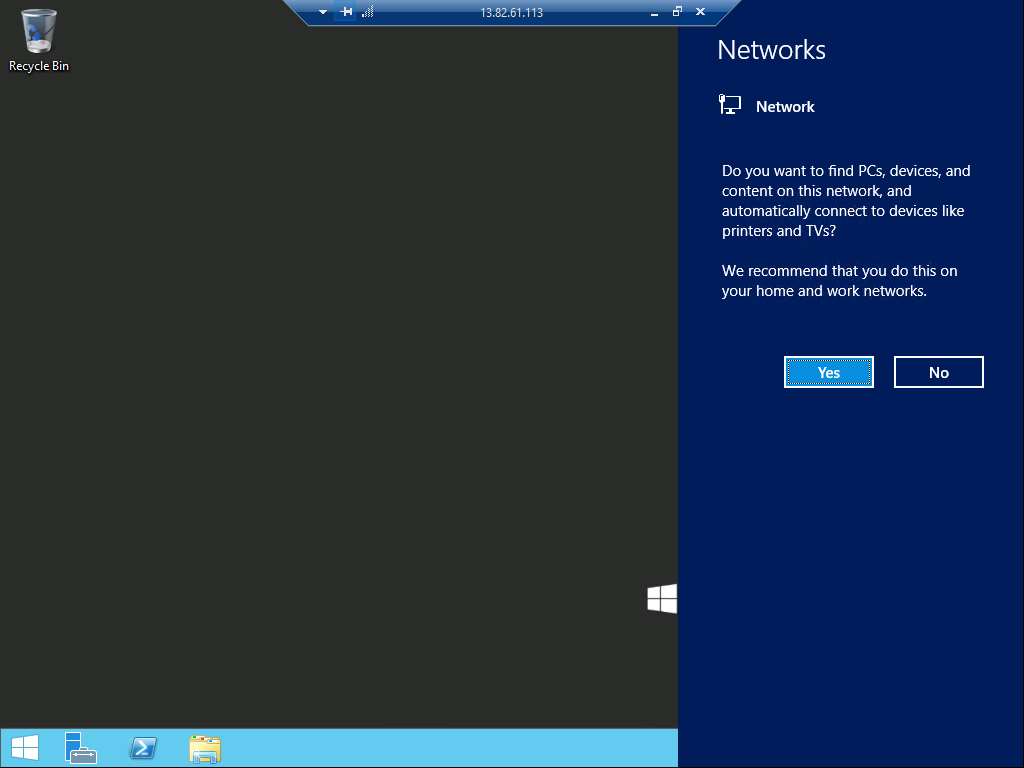 13.82.61.113
Recycle Bin
Networks
Network
Do you want to find PCs, devices, and
content on this network, and
automatically connect to devices like
printers and TVs?
We recommend that you do this on
your home and work networks.
Yes
No